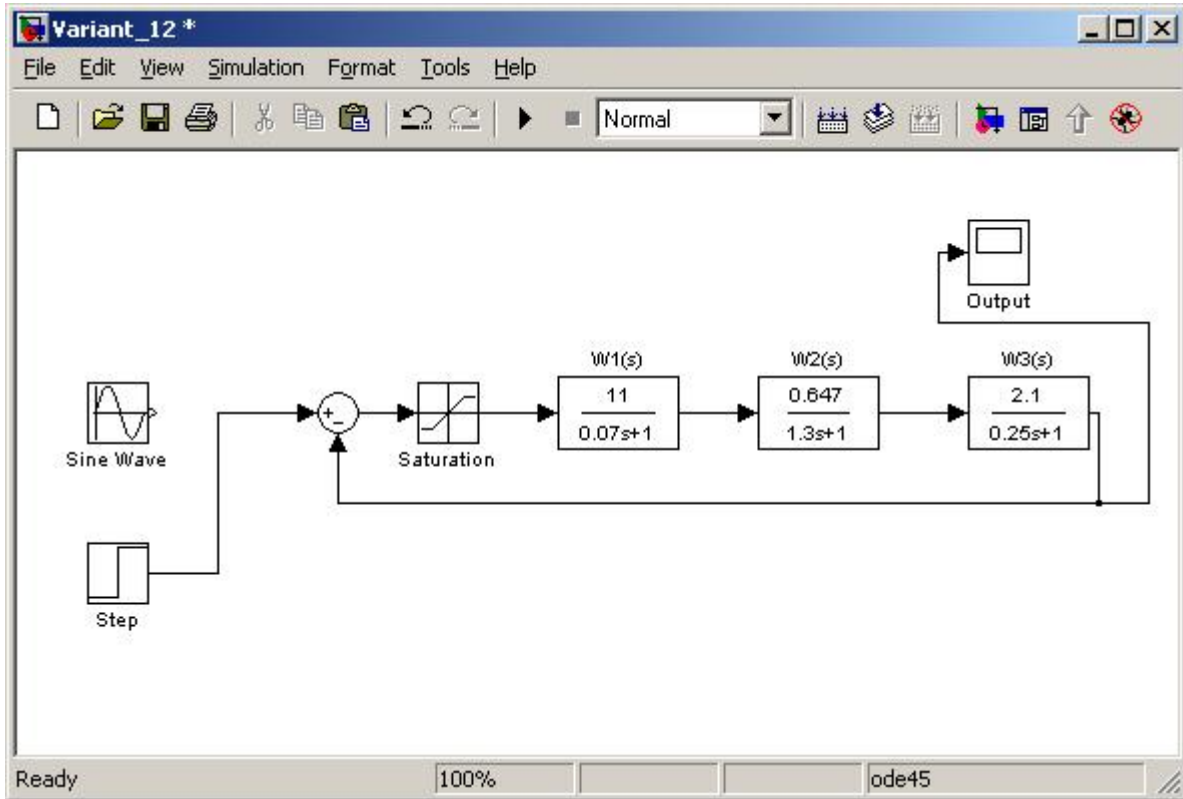 Variant_12 *
File Edit View Simulation Format Tools Help
Normal
Output
W1(s) W2(s) W3(s)
11 0.647 2.1
0.07s+1 1.3s+1 0.25s+1
+
-
Sine Wave
Saturation
Step
Ready 100% ode45